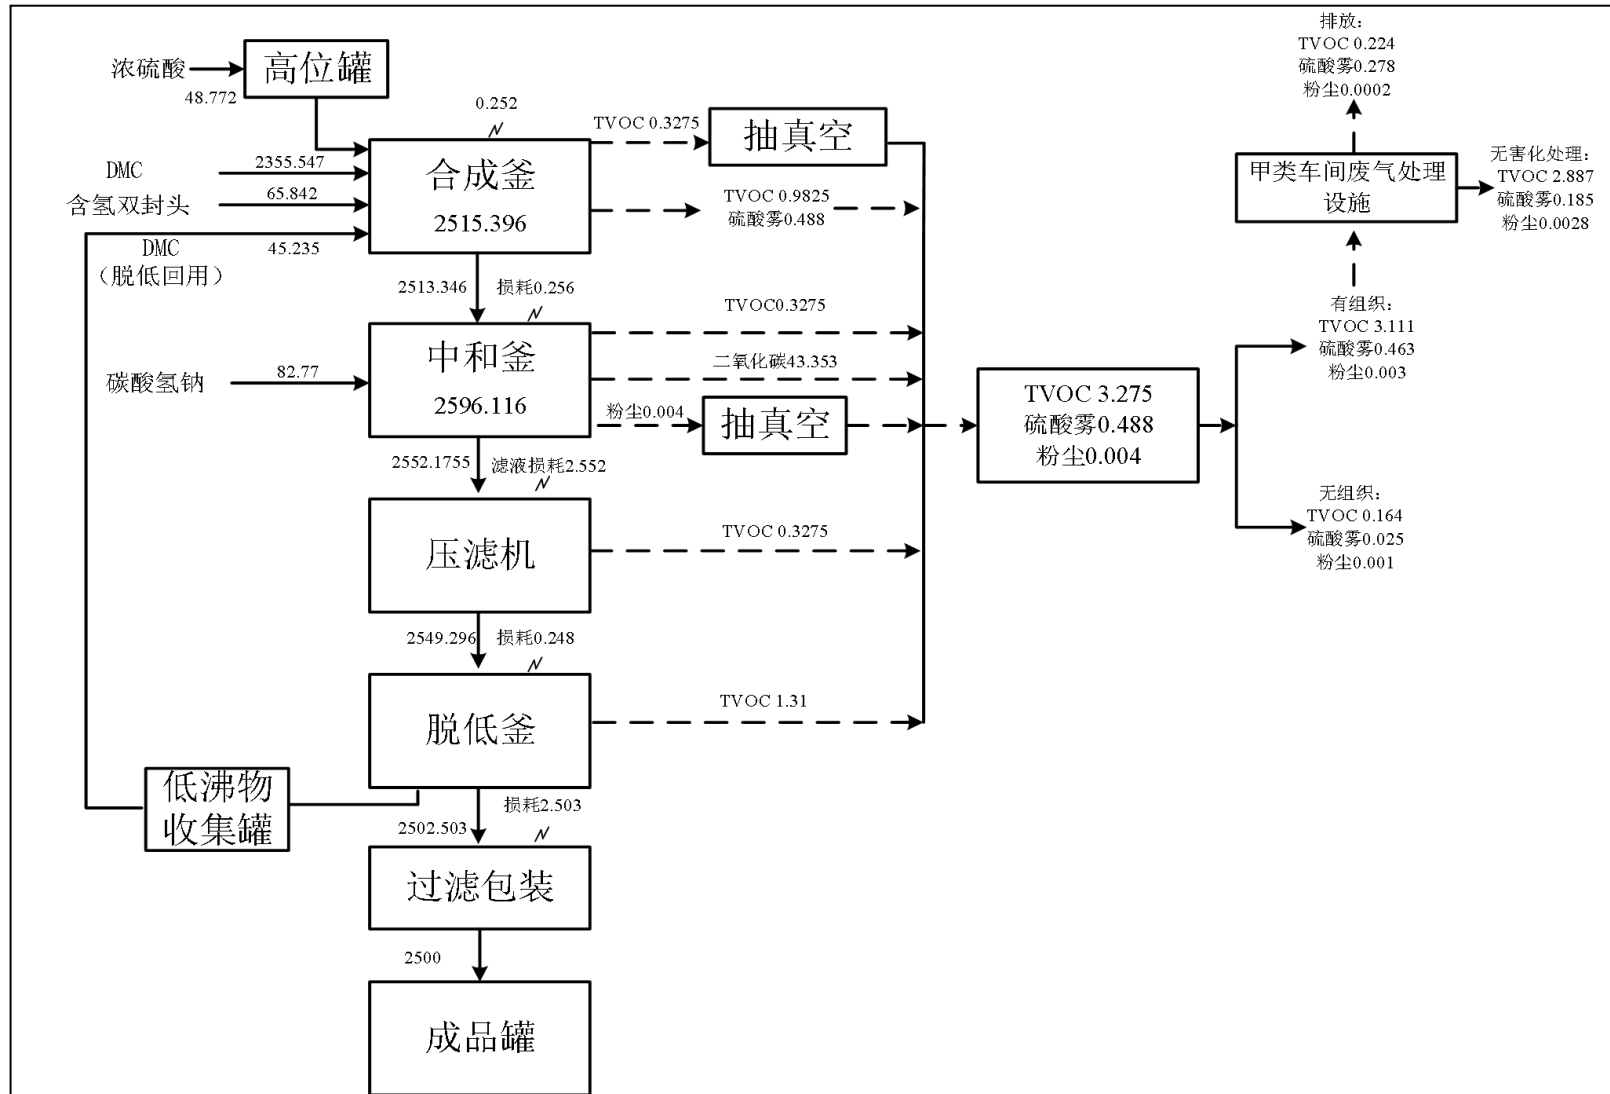 浓硫酸
48.772
高位罐
0.252
DMC
2355.547
含氢双封头
65.842
DMC
（脱低回用）
45.235
合成釜
2515.396
TVOC 0.3275
抽真空
TVOC 0.9825
硫酸雾0.488
2513.346
损耗0.256
碳酸氢钠
82.77
中和釜
2596.116
TVOC0.3275
二氧化碳43.353
粉尘0.004
抽真空
2552.1755
滤液损耗2.552
压滤机
TVOC 0.3275
2549.296
损耗0.248
脱低釜
TVOC 1.31
低沸物
收集罐
2502.503
损耗2.503
过滤包装
2500
成品罐
TVOC 3.275
硫酸雾0.488
粉尘0.004
有组织：
TVOC 3.111
硫酸雾0.463
粉尘0.003
无组织：
TVOC 0.164
硫酸雾0.025
粉尘0.001
甲类车间废气处理
设施
排放：
TVOC 0.224
硫酸雾0.278
粉尘0.0002
无害化处理：
TVOC 2.887
硫酸雾0.185
粉尘0.0028